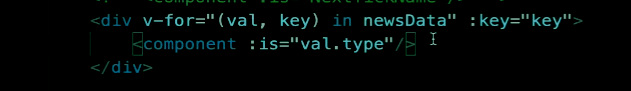 <div v-for="(val, key) in newsData" :key="key">
<component :is="val.type"/>
</div>